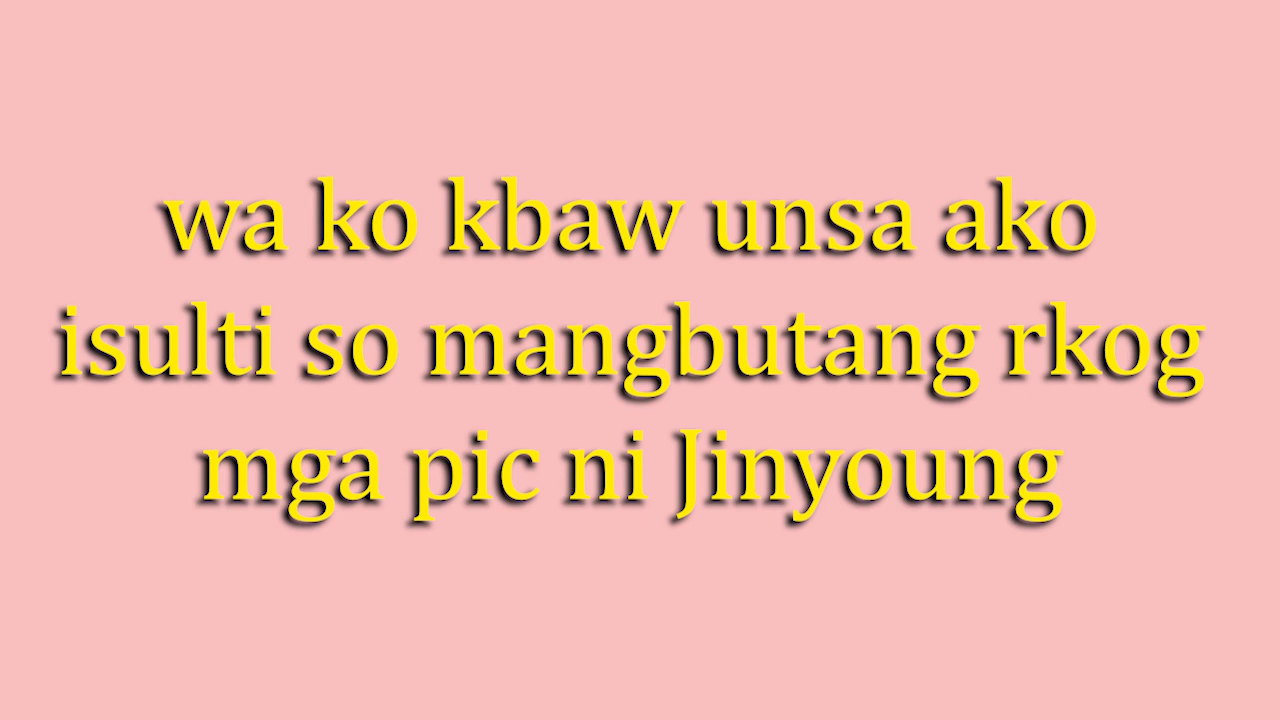 wa ko kbaw unsa ako
isulti so mangbutang rkog
mga pic ni Jinyoung